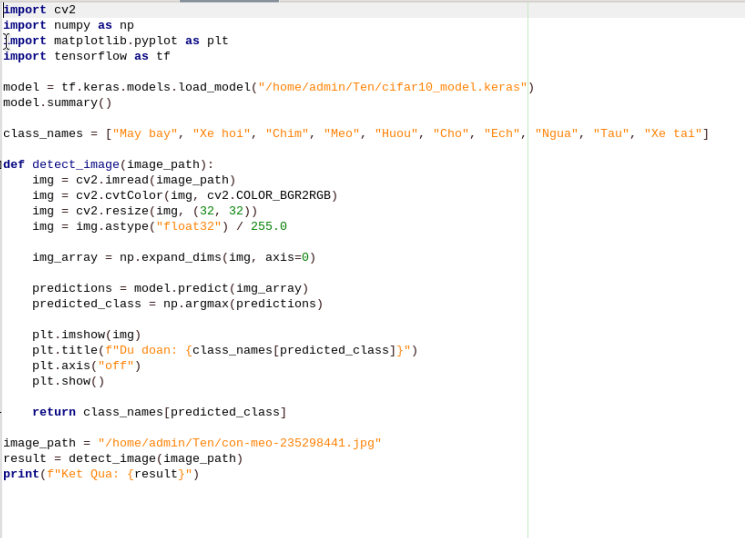 import cv2
import numpy as np
import matplotlib.pyplot as plt
import tensorflow as tf

model = tf.keras.models.load_model("/home/admin/Ten/cifar10_model.keras")
model.summary()

class_names = ["May bay", "Xe hoi", "Chim", "Meo", "Huou", "Cho", "Ech", "Ngua", "Tau", "Xe tai"]

def detect_image(image_path):
    img = cv2.imread(image_path)
    img = cv2.cvtColor(img, cv2.COLOR_BGR2RGB)
    img = cv2.resize(img, (32, 32))
    img = img.astype("float32") / 255.0

    img_array = np.expand_dims(img, axis=0)

    predictions = model.predict(img_array)
    predicted_class = np.argmax(predictions)

    plt.imshow(img)
    plt.title(f"Du doan: {class_names[predicted_class]}")
    plt.axis("off")
    plt.show()

    return class_names[predicted_class]

image_path = "/home/admin/Ten/con-meo-235298441.jpg"
result = detect_image(image_path)
print(f"Ket Qua: {result}")